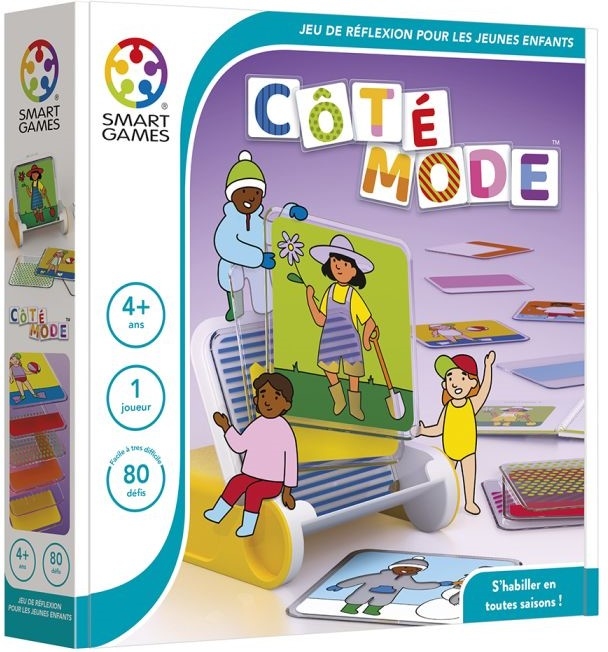 SMART
GAMES
CÔTÉ
MODE
4+
ans
80
défis
JEU DE RÉFLEXION
POUR LES JEUNES ENFANTS
JEU DE RÉFLEXION POUR LES JEUNES ENFANTS
SMART
GAMES
CÔTÉ
MODE
TM
4+
ans
1
joueur
Facile à très difficile
80
défis
S'habiller en
toutes saisons !